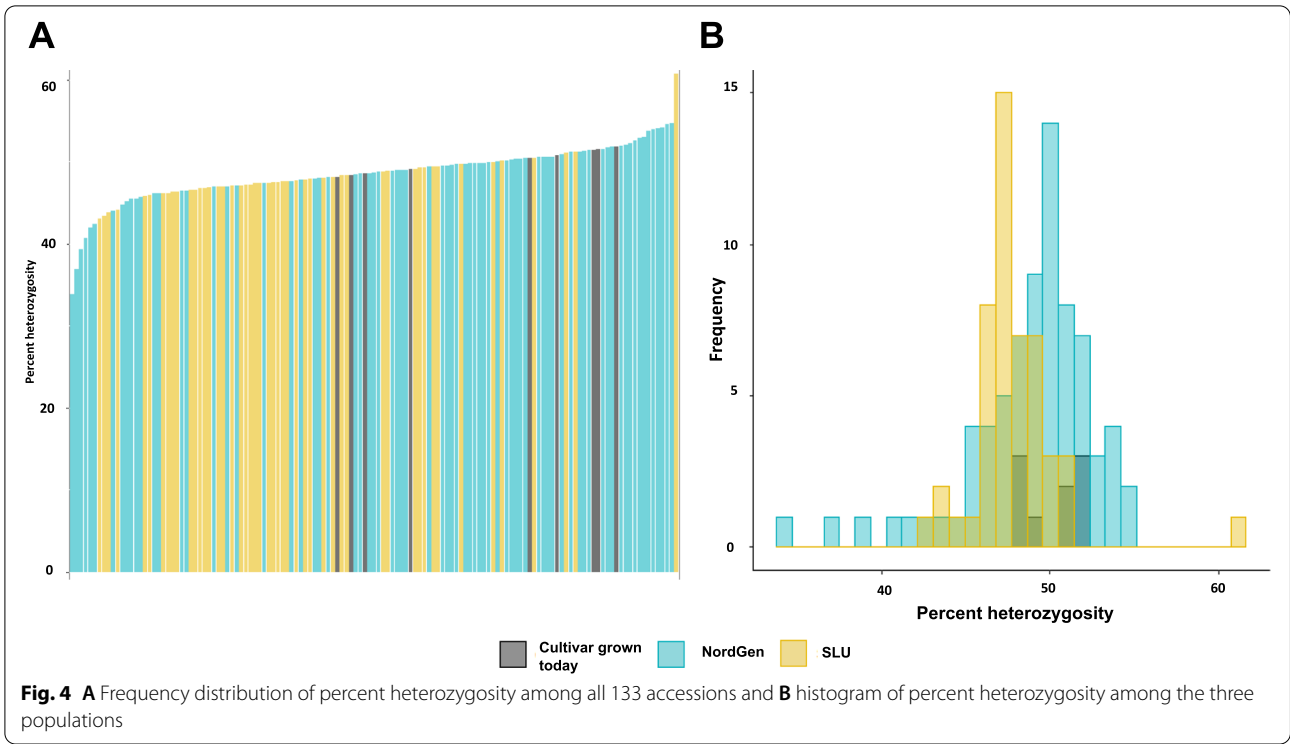 A
B
60
40
20
0
Percent heterozygosity
15
10
5
0
Frequency
40
50
60
Percent heterozygosity
Cultivar grown
today
NordGen
SLU
Fig. 4 A Frequency distribution of percent heterozygosity among all 133 accessions and B histogram of percent heterozygosity among the three
populations